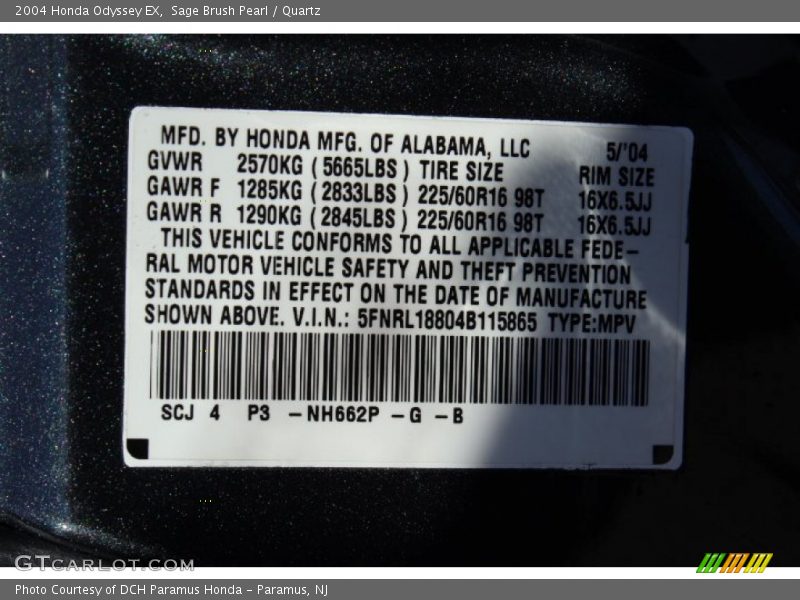 2004 Honda Odyssey EX,  Sage Brush Pearl / Quartz
MFD. BY HONDA MFG. OF ALABAMA, LLC 5/'04
GVWR 2570KG ( 5665LBS ) TIRE SIZE RIM SIZE
GAWR F 1285KG ( 2833LBS ) 225/60R16 98T 16X6.5JJ
GAWR R 1290KG ( 2845LBS ) 225/60R16 98T 16X6.5JJ
THIS VEHICLE CONFORMS TO ALL APPLICABLE FEDE-
RAL MOTOR VEHICLE SAFETY AND THEFT PREVENTION
STANDARDS IN EFFECT ON THE DATE OF MANUFACTURE
SHOWN ABOVE. V.I.N.: 5FNRL18804B115865 TYPE:MPV
SCJ 4 P3 -NH662P -G -B
GTCARLOT.COM
Photo Courtesy of DCH Paramus Honda - Paramus, NJ